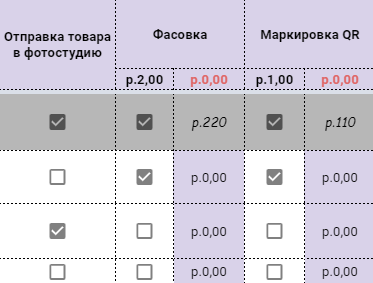 Отправка товара
в фотостудию
Фасовка
Маркировка QR
р.2,00 р.0,00 р.1,00 р.0,00
р.220 р.110
р.0,00 р.0,00
р.0,00 р.0,00
р.0,00 р.0,00